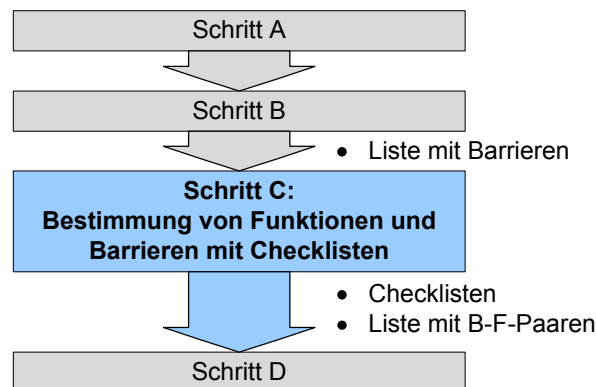 Schritt A
Schritt B
• Liste mit Barrieren
Schritt C:
Bestimmung von Funktionen und
Barrieren mit Checklisten
• Checklisten
• Liste mit B-F-Paaren
Schritt D